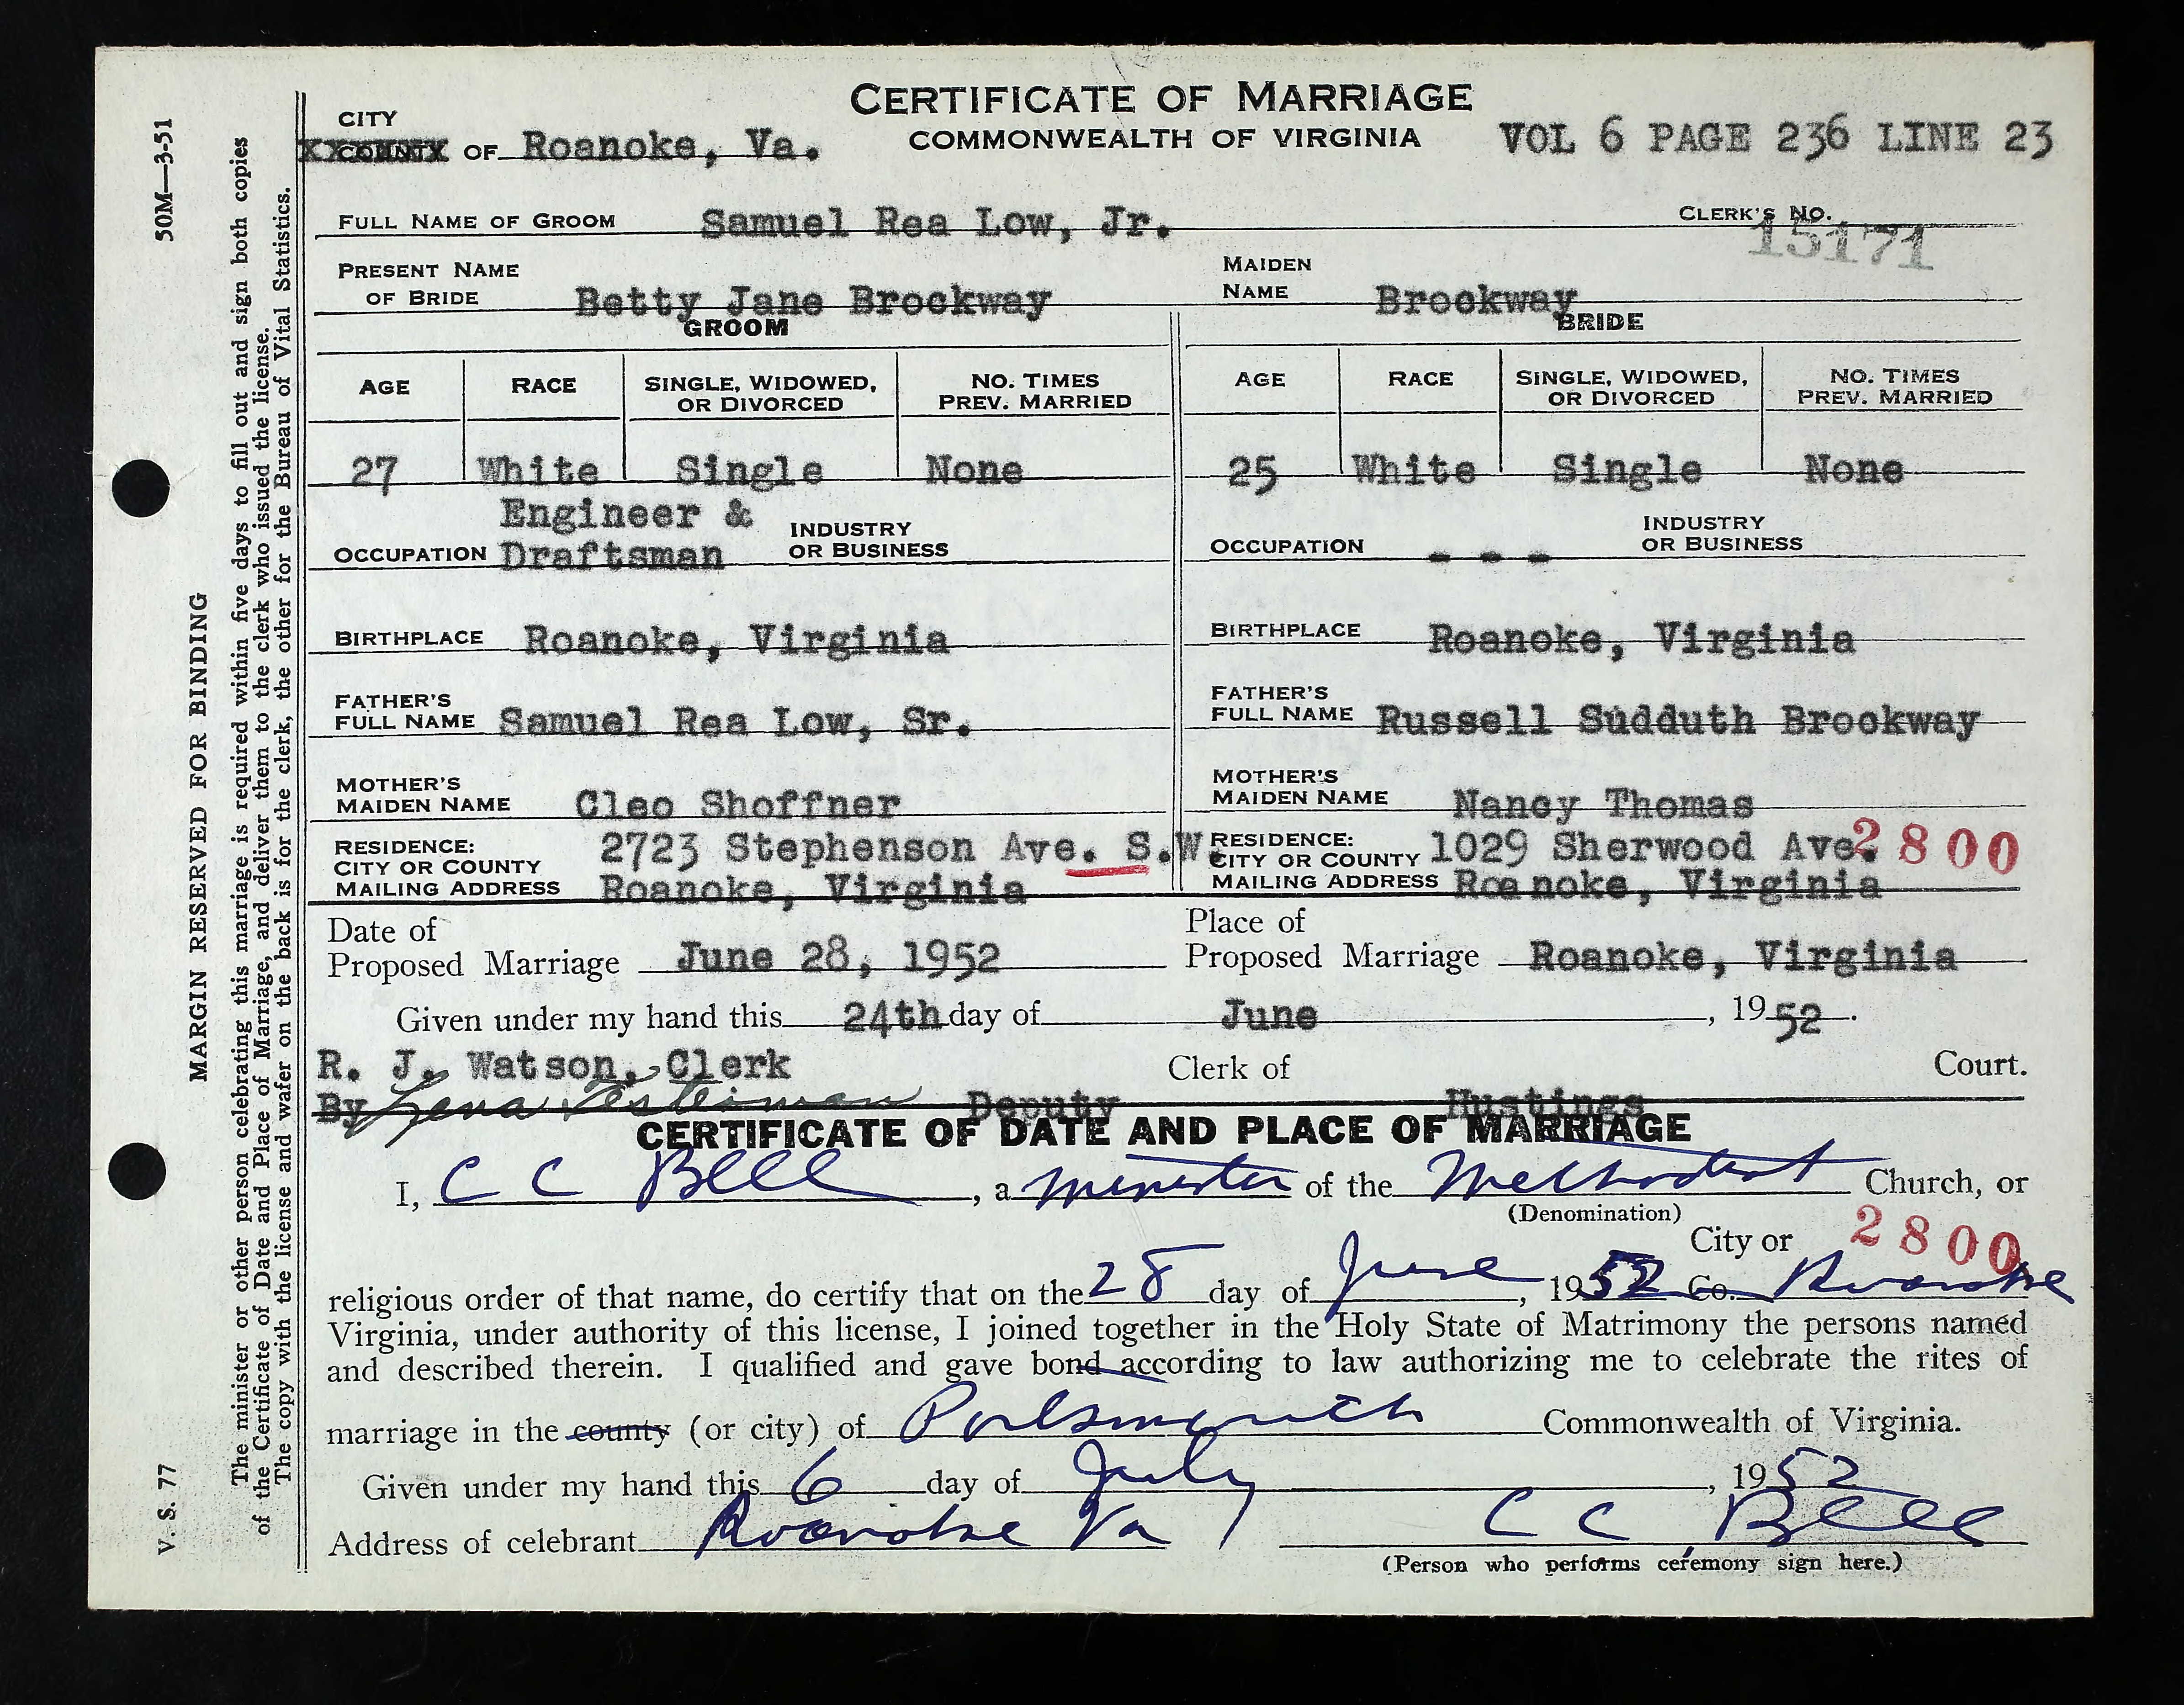 CERTIFICATE OF MARRIAGE
COMMONWEALTH OF VIRGINIA
VOL 6 PAGE 236 LINE 23
CITY
COUNTY OF Roanoke, Va.
FULL NAME OF GROOM Samuel Rea Low, Jr. CLERK'S NO. 15171
PRESENT NAME OF BRIDE Betty Jane Brockway MAIDEN NAME Brockway
GROOM BRIDE
AGE RACE SINGLE, WIDOWED, OR DIVORCED NO. TIMES PREV. MARRIED AGE RACE SINGLE, WIDOWED, OR DIVORCED NO. TIMES PREV. MARRIED
27 White Single None 25 White Single None
OCCUPATION Engineer & Draftsman INDUSTRY OR BUSINESS OCCUPATION - - - INDUSTRY OR BUSINESS
BIRTHPLACE Roanoke, Virginia BIRTHPLACE Roanoke, Virginia
FATHER'S FULL NAME Samuel Rea Low, Sr. FATHER'S FULL NAME Russell Sudduth Brockway
MOTHER'S MAIDEN NAME Cleo Shoffner MOTHER'S MAIDEN NAME Nancy Thomas
RESIDENCE: 2723 Stephenson Ave. S.W. RESIDENCE: 1029 Sherwood Ave. 2800
CITY OR COUNTY CITY OR COUNTY
MAILING ADDRESS Roanoke, Virginia MAILING ADDRESS Roanoke, Virginia
Date of Proposed Marriage June 28, 1952 Place of Proposed Marriage Roanoke, Virginia
Given under my hand this 24th day of June, 1952.
R. J. Watson, Clerk Clerk of Court.
By Lena Testerman Deputy Hustings
CERTIFICATE OF DATE AND PLACE OF MARRIAGE
I, C C Bell, a minister of the Methodist Church, or
(Denomination)
City or 2800
religious order of that name, do certify that on the 28 day of June, 1952 Co. Roanoke
Virginia, under authority of this license, I joined together in the Holy State of Matrimony the persons named
and described therein. I qualified and gave bond according to law authorizing me to celebrate the rites of
marriage in the county (or city) of Portsmouth Commonwealth of Virginia.
Given under my hand this 6 day of July, 1952
Address of celebrant Roanoke Va C C Bell
(Person who performs ceremony sign here.)
50M—3-51
MARGIN RESERVED FOR BINDING
V. S. 77
The minister or other person celebrating this marriage is required within five days to fill out and sign both copies
of the Certificate of Date and Place of Marriage, and deliver them to the clerk who issued the license.
The copy with the license and wafer on the back is for the clerk, the other for the Bureau of Vital Statistics.